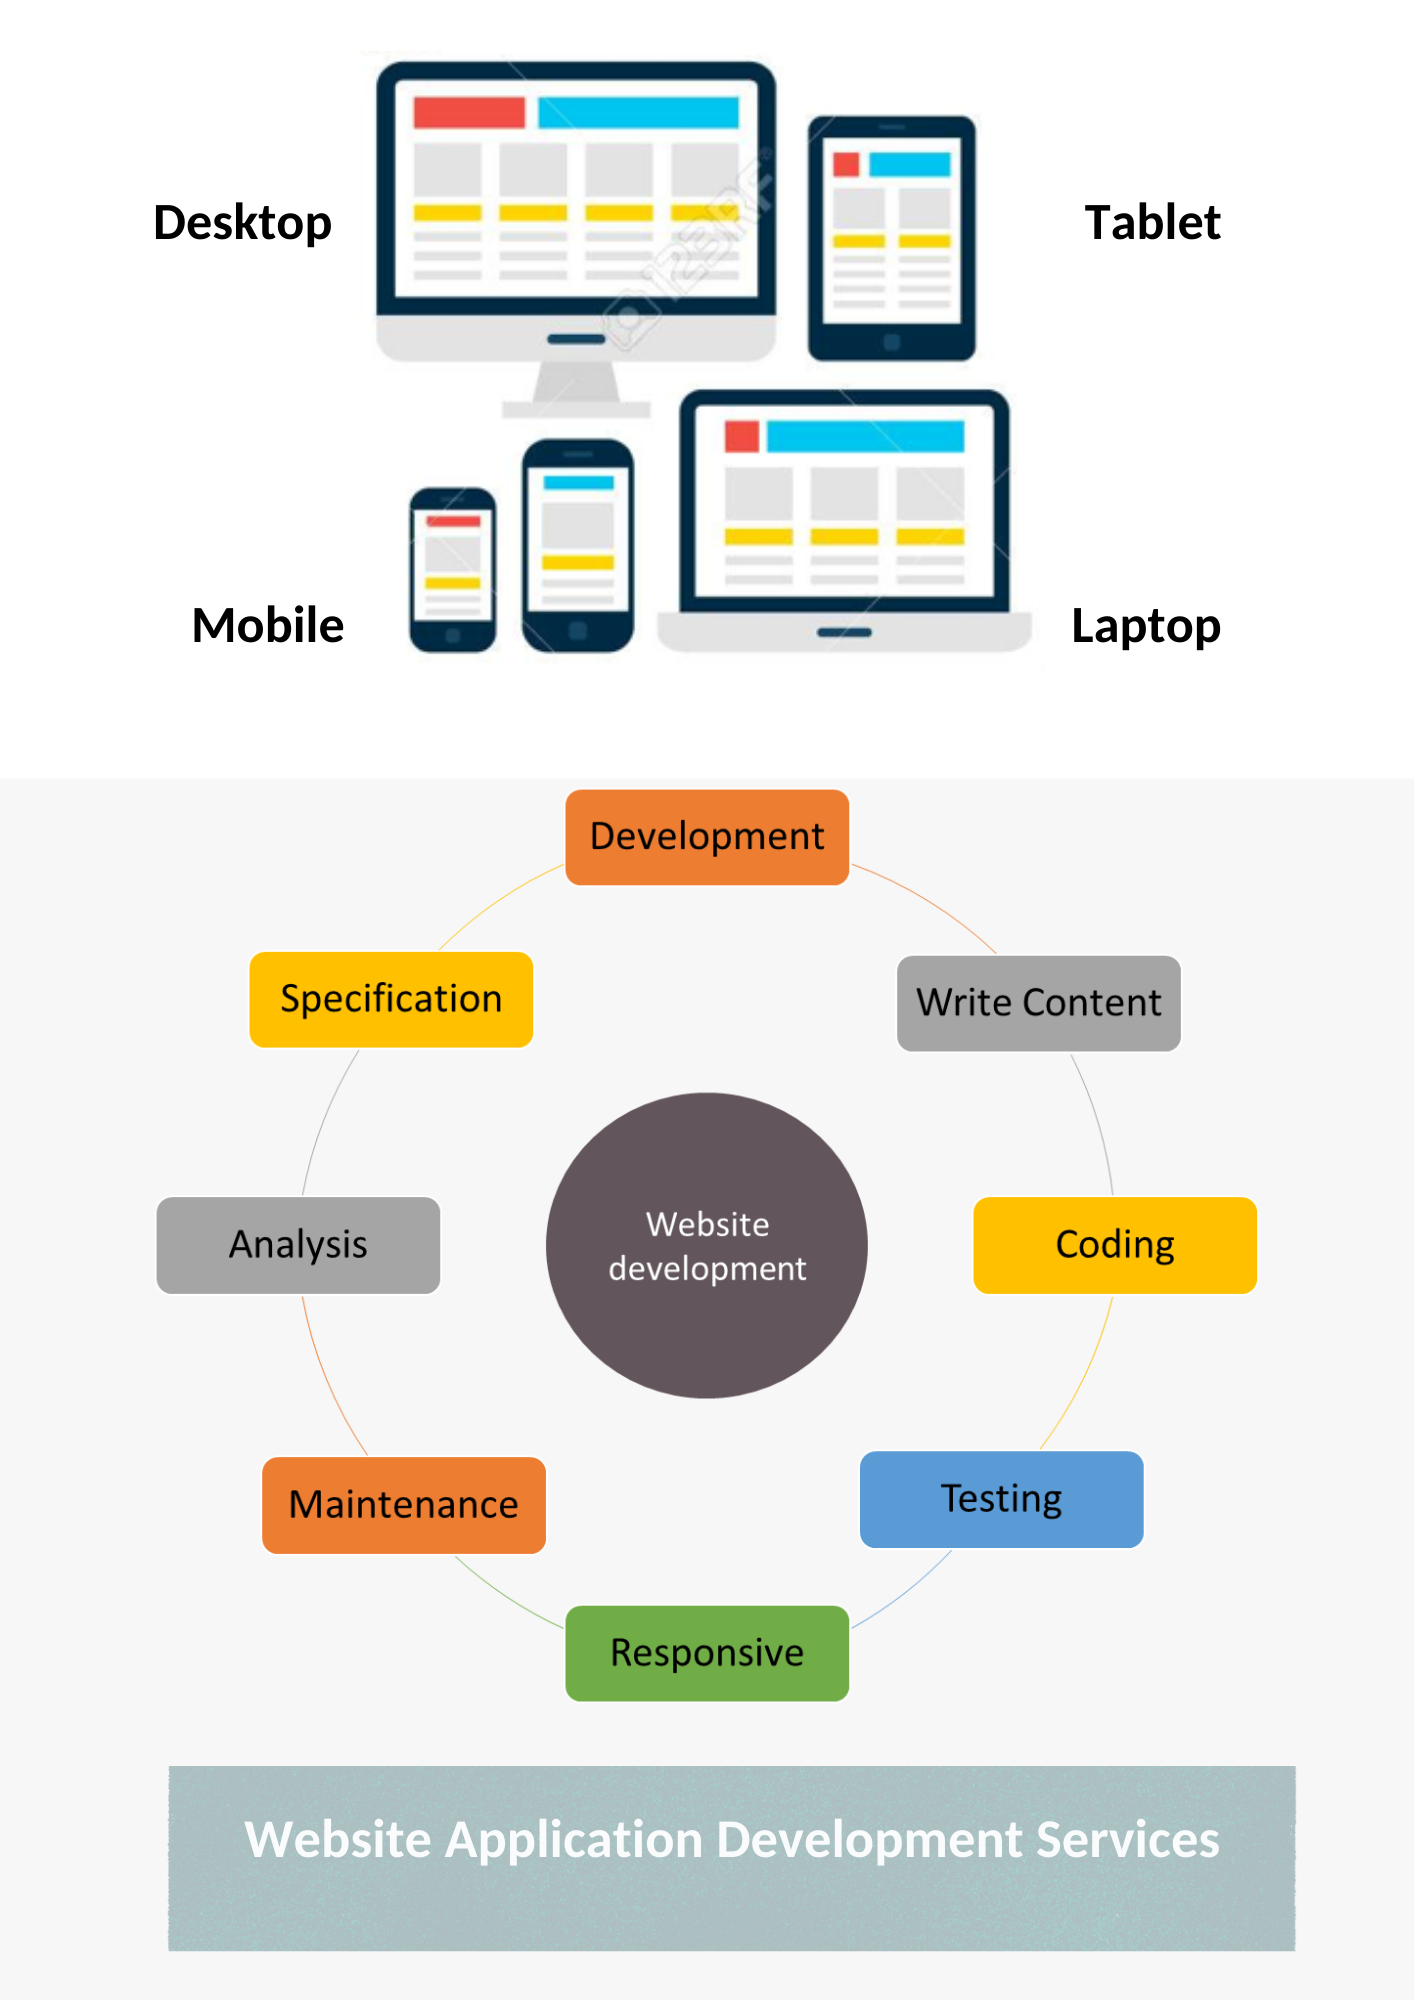 Desktop
Tablet
123RF
Mobile
Laptop
Development
Specification
Write Content
Website
development
Analysis
Coding
Maintenance
Testing
Responsive
Website Application Development Services